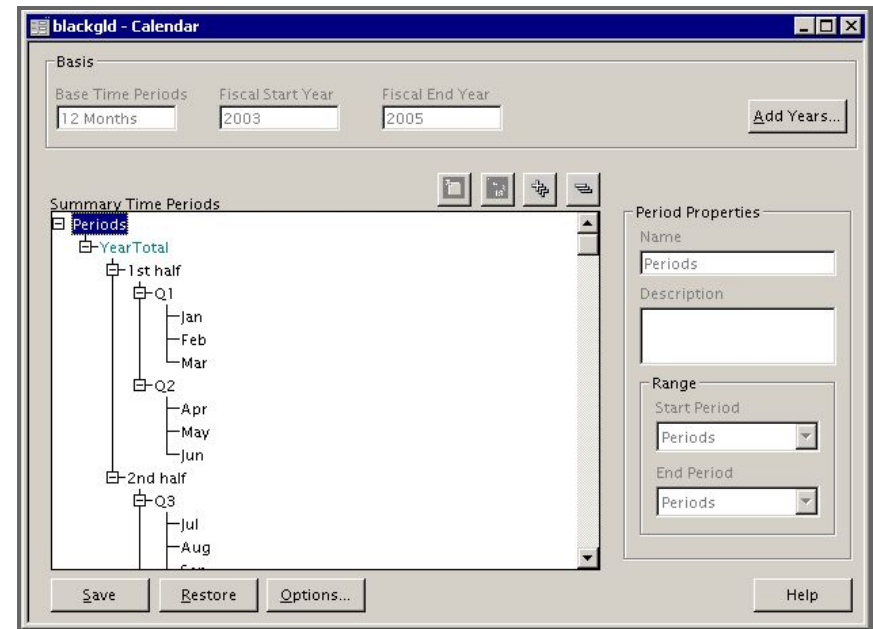 blackgld - Calendar
Basis
Base Time Periods Fiscal Start Year Fiscal End Year
12 Months 2003 2005 Add Years...
Summary Time Periods
Periods
YearTotal
1st half
Q1
Jan
Feb
Mar
Q2
Apr
May
Jun
2nd half
Q3
Jul
Aug
Period Properties
Name
Periods
Description
Range
Start Period
Periods
End Period
Periods
Save Restore Options... Help